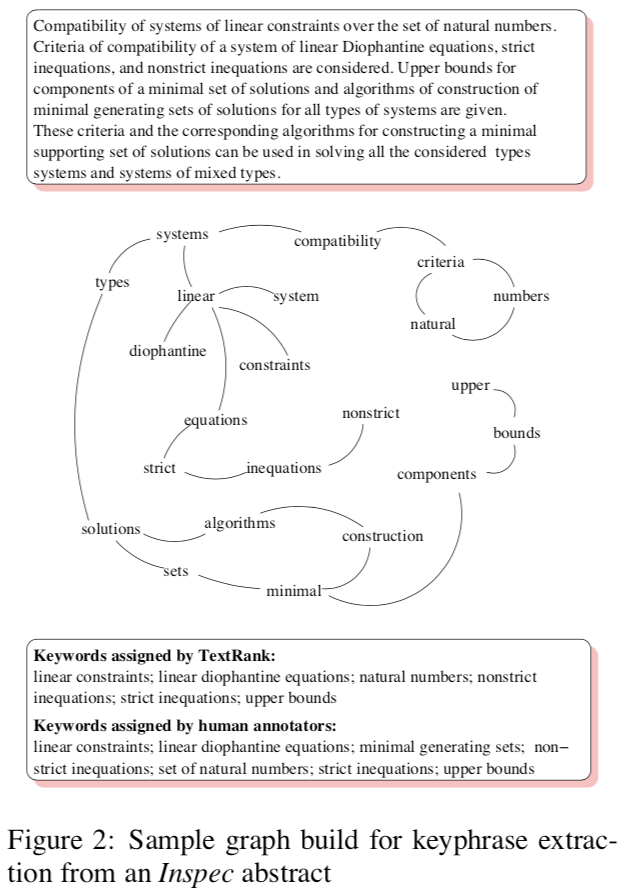 Compatibility of systems of linear constraints over the set of natural numbers.
Criteria of compatibility of a system of linear Diophantine equations, strict
inequations, and nonstrict inequations are considered. Upper bounds for
components of a minimal set of solutions and algorithms of construction of
minimal generating sets of solutions for all types of systems are given.
These criteria and the corresponding algorithms for constructing a minimal
supporting set of solutions can be used in solving all the considered types
systems and systems of mixed types.
systems
compatibility
criteria
types
linear
system
numbers
natural
diophantine
constraints
upper
equations
nonstrict
bounds
strict
inequations
components
solutions
algorithms
construction
sets
minimal
Keywords assigned by TextRank:
linear constraints; linear diophantine equations; natural numbers; nonstrict
inequations; strict inequations; upper bounds
Keywords assigned by human annotators:
linear constraints; linear diophantine equations; minimal generating sets; non−
strict inequations; set of natural numbers; strict inequations; upper bounds
Figure 2: Sample graph build for keyphrase extrac-
tion from an Inspec abstract